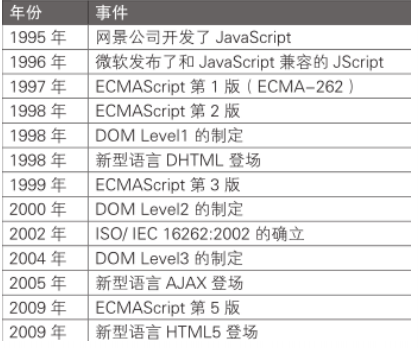 年份 事件
1995 年 网景公司开发了 JavaScript
1996 年 微软发布了和 JavaScript 兼容的 JScript
1997 年 ECMAScript 第 1 版（ECMA-262）
1998 年 ECMAScript 第 2 版
1998 年 DOM Level1 的制定
1998 年 新型语言 DHTML 登场
1999 年 ECMAScript 第 3 版
2000 年 DOM Level2 的制定
2002 年 ISO/ IEC 16262:2002 的确立
2004 年 DOM Level3 的制定
2005 年 新型语言 AJAX 登场
2009 年 ECMAScript 第 5 版
2009 年 新型语言 HTML5 登场